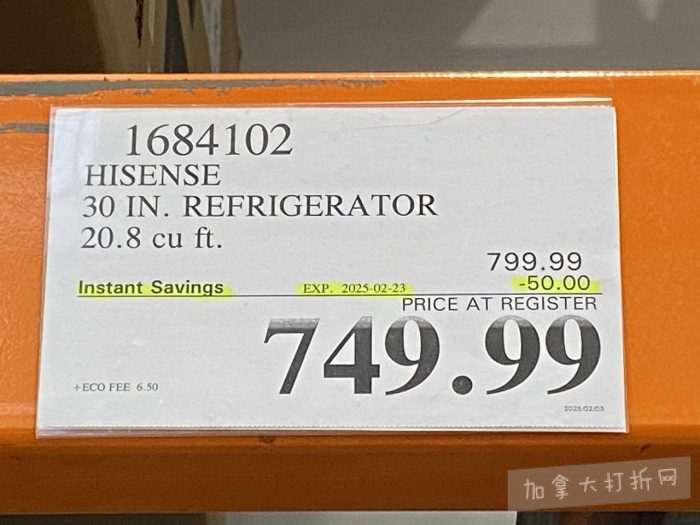 1684102
HISENSE
30 IN. REFRIGERATOR
20.8 cu ft.
799.99
Instant Savings EXP. 2025-02-23 -50.00
PRICE AT REGISTER
749.99
+ECO FEE 6.50
2025/02/03
加拿大打折网